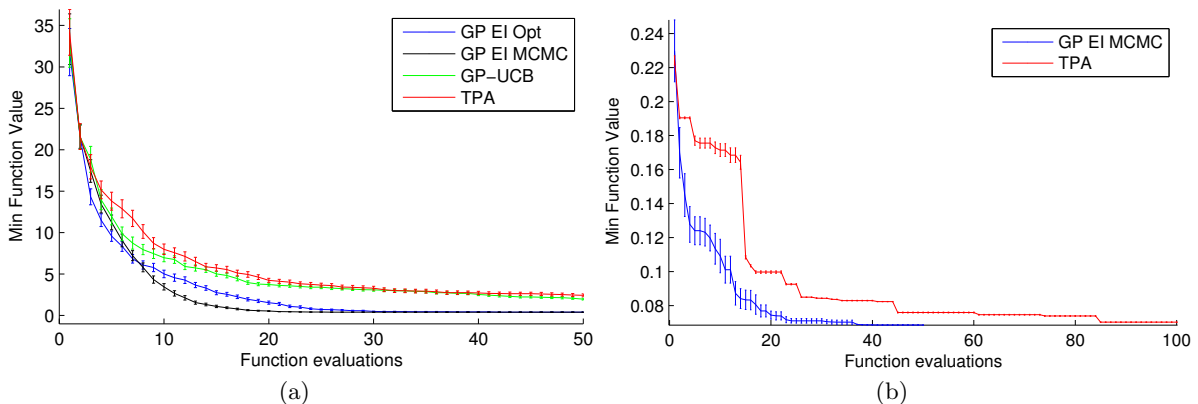 35
30
25
20
15
10
5
0
Min Function Value
0
10
20
30
40
50
Function evaluations
GP EI Opt
GP EI MCMC
GP−UCB
TPA
(a)
0.24
0.22
0.2
0.18
0.16
0.14
0.12
0.1
0.08
Min Function Value
0
20
40
60
80
100
Function evaluations
GP EI MCMC
TPA
(b)